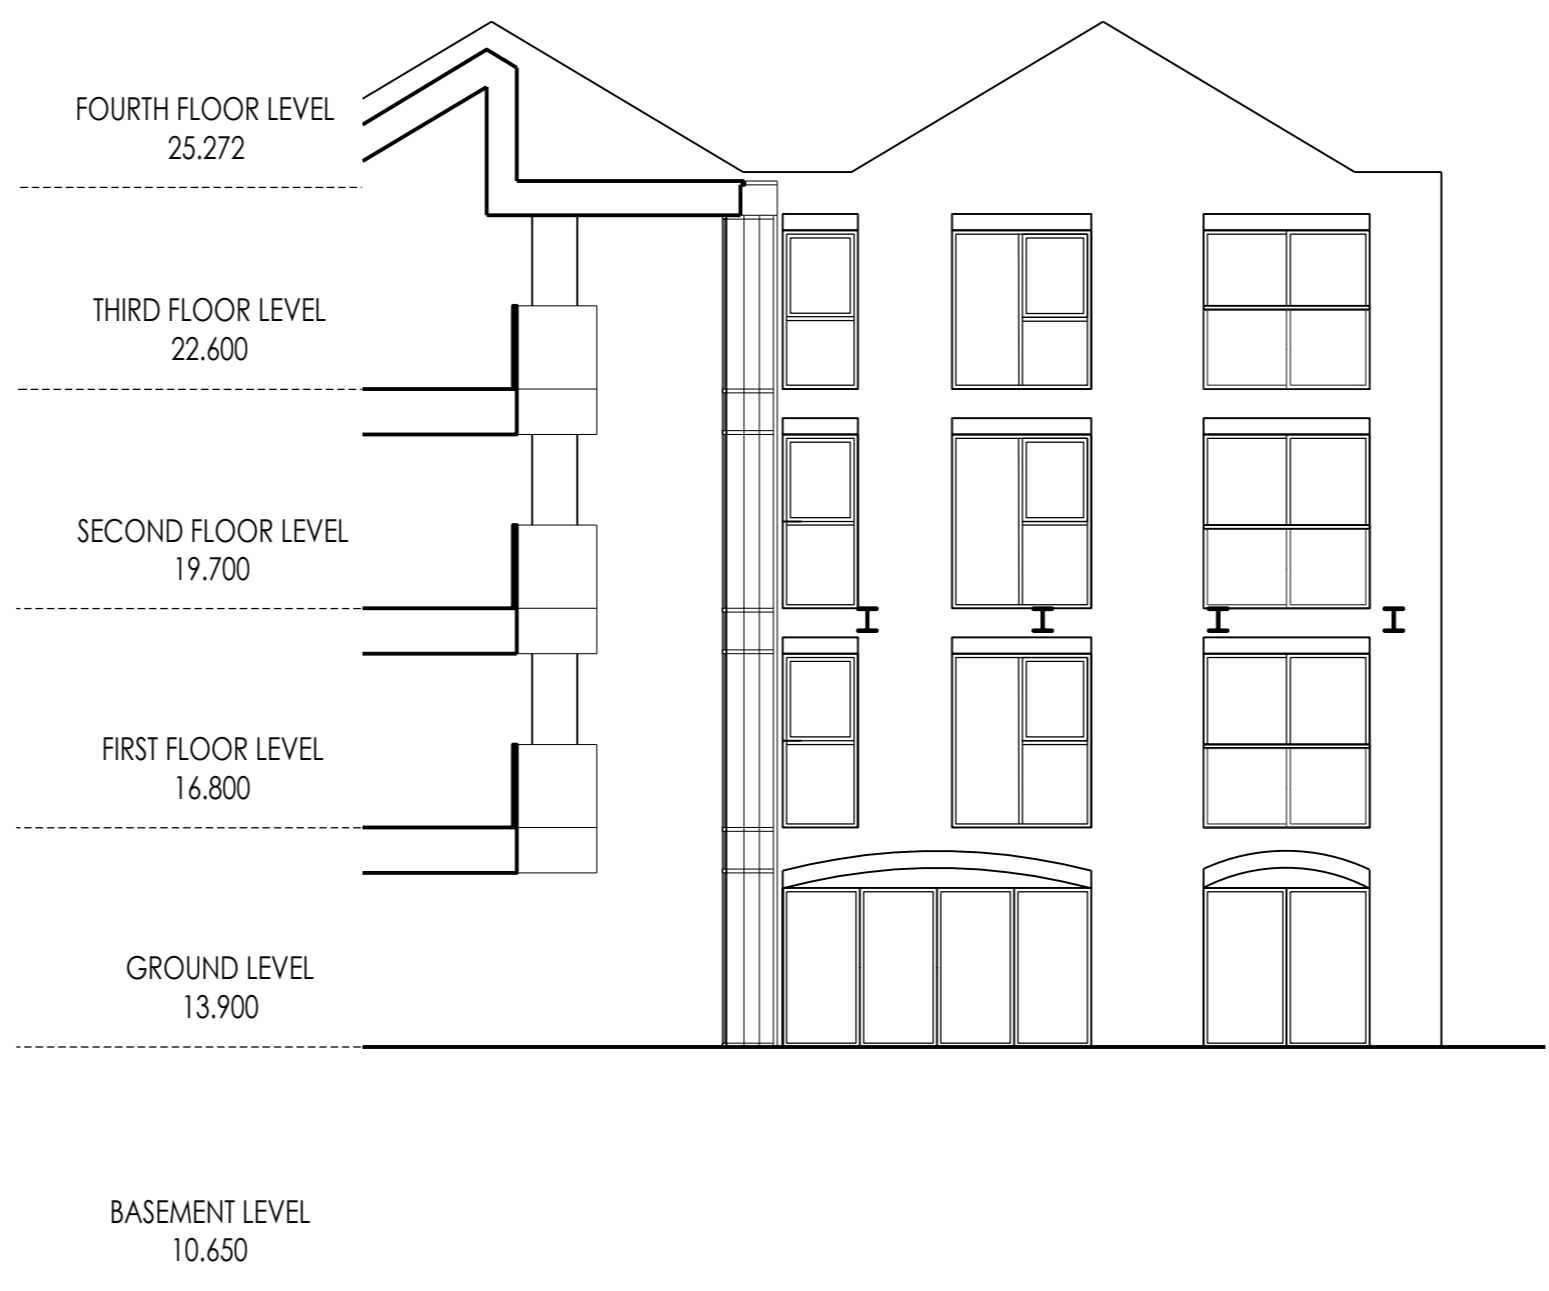 FOURTH FLOOR LEVEL
25.272
THIRD FLOOR LEVEL
22.600
SECOND FLOOR LEVEL
19.700
FIRST FLOOR LEVEL
16.800
GROUND LEVEL
13.900
BASEMENT LEVEL
10.650